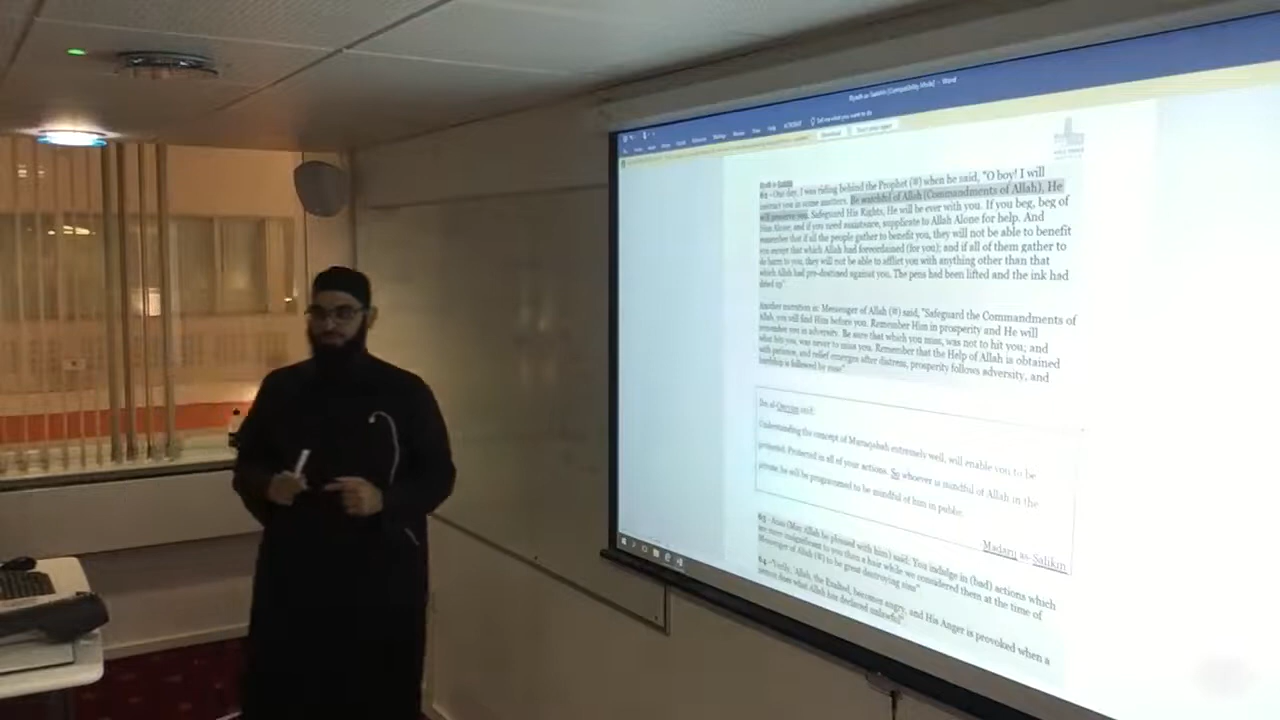 Riyadh as-Salahin [Compatibility Mode] - Word
Tell me what you want to do
Riyadh as-Salahin
62 - One day, I was riding behind the Prophet (ﷺ) when he said, "O boy! I will
instruct you in some matters. Be watchful of Allah (Commandments of Allah), He
will preserve you. Safeguard His Rights, He will be ever with you. If you beg, beg of
Him Alone; and if you need assistance, supplicate to Allah Alone for help. And
remember that if all the people gather to benefit you, they will not be able to benefit
you except that which Allah had foreordained (for you); and if all of them gather to
do harm to you, they will not be able to afflict you with anything other than that
which Allah had pre-destined against you. The pens had been lifted and the ink had
dried up"
Another narration is: Messenger of Allah (ﷺ) said, "Safeguard the Commandments of
Allah, you will find Him before you. Remember Him in prosperity and He will
remember you in adversity. Be sure that which you miss, was not to hit you; and
what hits you, was never to miss you. Remember that the Help of Allah is obtained
with patience, and relief emerges after distress, prosperity follows adversity, and
hardship is followed by ease"
Ibn al-Qayyim said:
Understanding the concept of Muraqabah extremely well, will enable you to be
protected. Protected in all of your actions. So whoever is mindful of Allah in the
private, he will be programmed to be mindful of him in public.
Madarij as-Salikin
63 - Anas (May Allah be pleased with him) said: You indulge in (bad) actions which
are more insignificant to you than a hair while we considered them at the time of
Messenger of Allah (ﷺ) to be great destroying sins"
64 - "Verily, Allah, the Exalted, becomes angry, and His Anger is provoked when a
person does what Allah has declared unlawful"